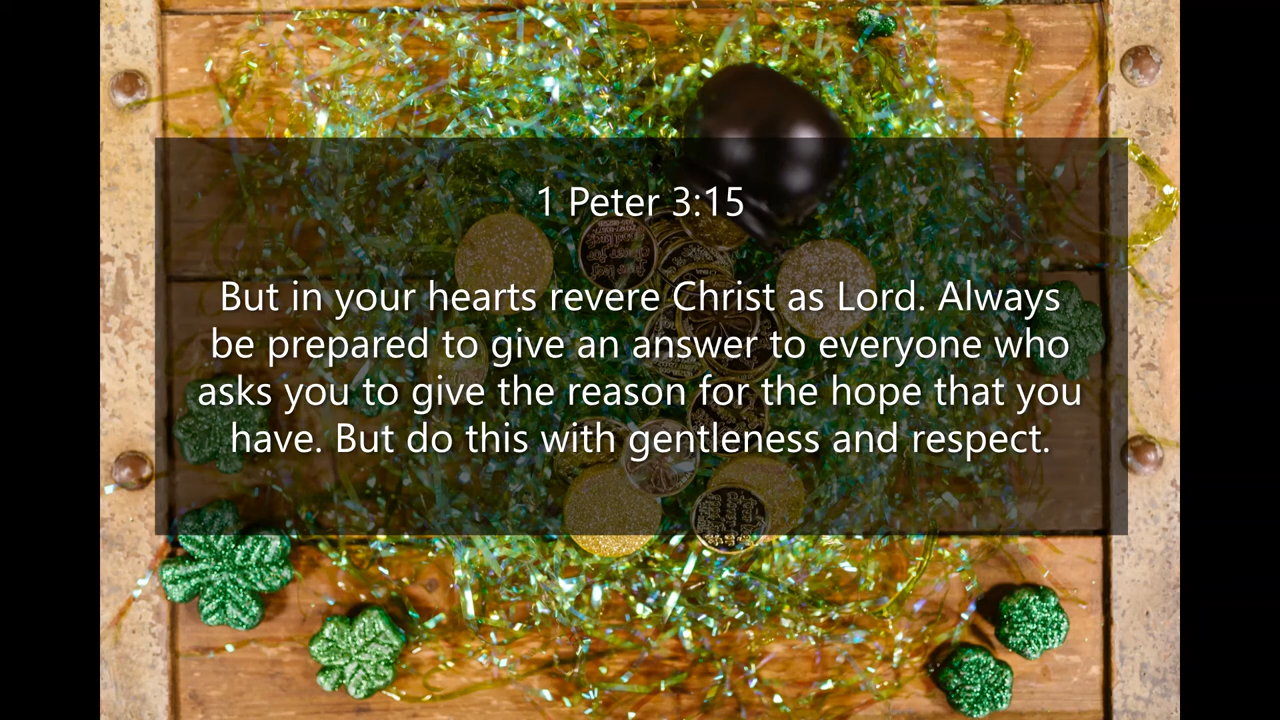 1 Peter 3:15
But in your hearts revere Christ as Lord. Always
be prepared to give an answer to everyone who
asks you to give the reason for the hope that you
have. But do this with gentleness and respect.